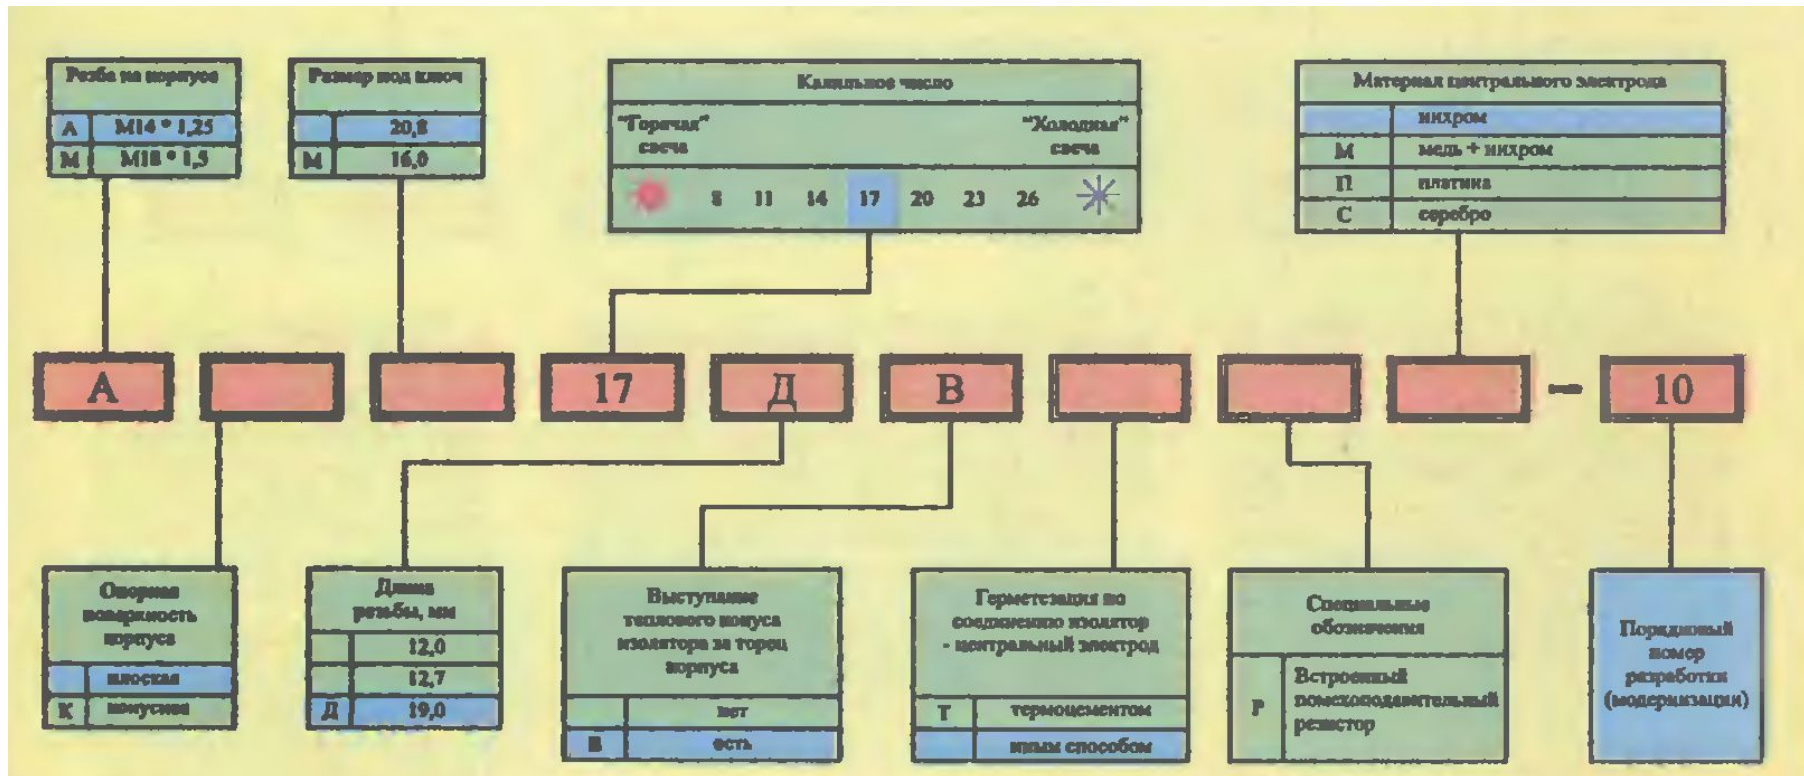 Резба на корпусе
А М14 * 1,25
М М18 * 1,5
Размер под ключ
20,8
М 16,0
Калильное число
"Горячая" свеча
"Холодная" свеча
8 11 14 17 20 23 26
Материал центрального электрода
нихром
М медь + нихром
П платина
С серебро
А 17 Д В - 10
Опорная
поверхность
корпуса
плоская
К конусная
Длина
резьбы, мм
12,0
12,7
Д 19,0
Выступание
теплового конуса
изолятора за торец
корпуса
нет
В есть
Герметезация по
соединению изолятор
- центральный электрод
Т термоцементом
иным способом
Специальные
обозначения
Р Встроенный
помехоподавительный
резистор
Порядковый
номер
разработки
(модернизации)